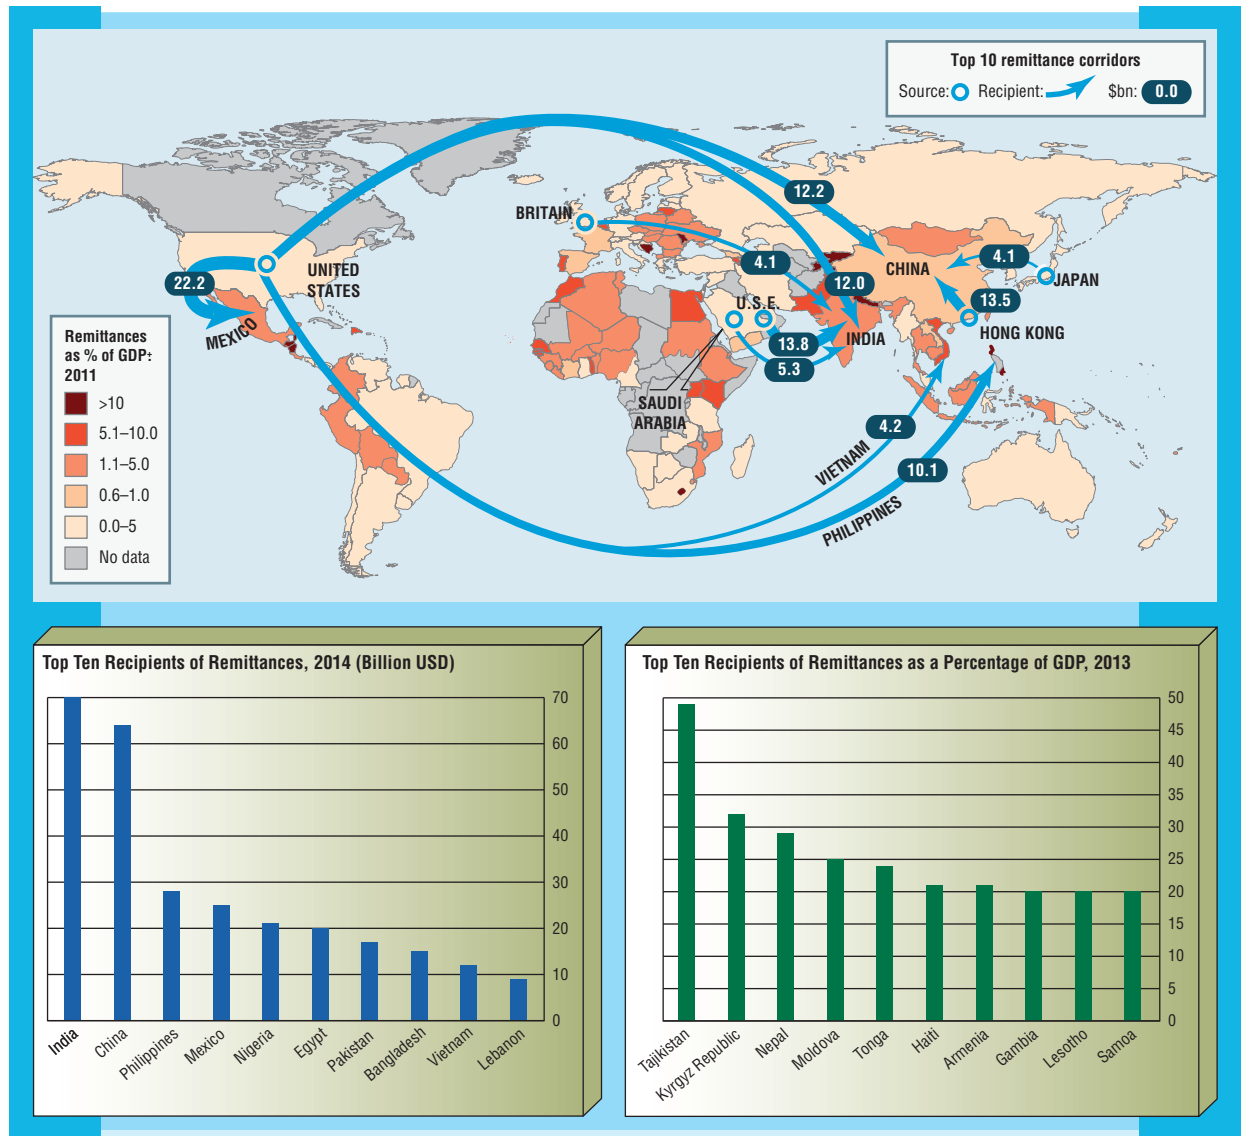 Top 10 remittance corridors
Source: Recipient: $bn: 0.0
12.2
BRITAIN
4.1
4.1
CHINA
UNITED
STATES
JAPAN
22.2
12.0
U.S.E.
13.5
MEXICO
INDIA
HONG KONG
13.8
5.3
SAUDI
ARABIA
4.2
VIETNAM
10.1
PHILIPPINES
Remittances
as % of GDP‡
2011
>10
5.1–10.0
1.1–5.0
0.6–1.0
0.0–5
No data
Top Ten Recipients of Remittances, 2014 (Billion USD)
70
60
50
40
30
20
10
0
India
China
Philippines
Mexico
Nigeria
Egypt
Pakistan
Bangladesh
Vietnam
Lebanon
Top Ten Recipients of Remittances as a Percentage of GDP, 2013
50
45
40
35
30
25
20
15
10
5
0
Tajikistan
Kyrgyz Republic
Nepal
Moldova
Tonga
Haiti
Armenia
Gambia
Lesotho
Samoa